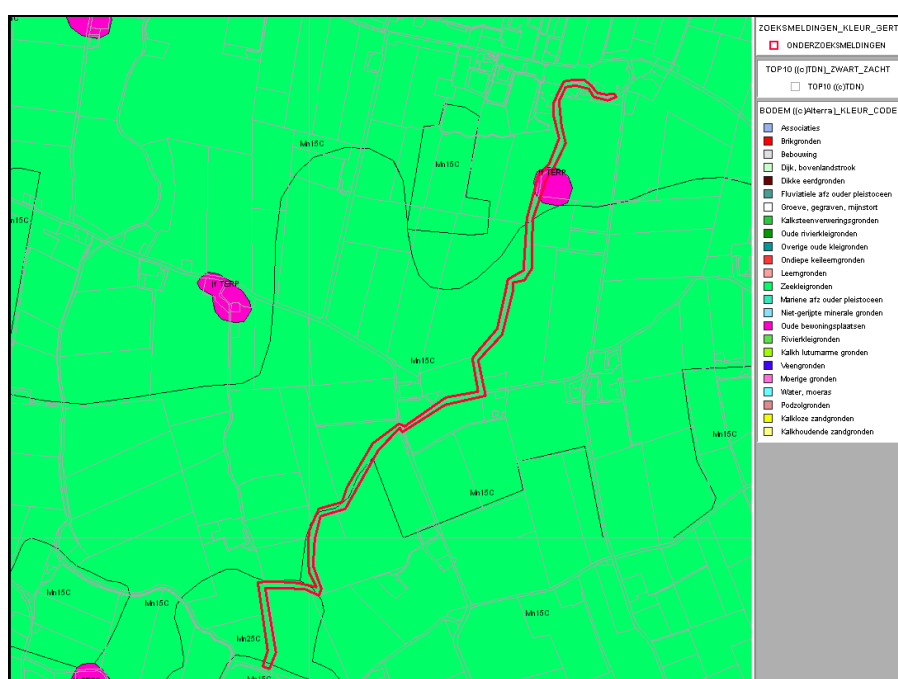 ZOEKSMELDINGEN_KLEUR_GERT
ONDERZOEKSMELDINGEN
TOP10 ((c)TDN)_ZWART_ZACHT
TOP10 ((c)TDN)
BODEM ((c)Alterra)_KLEUR_CODE
Associaties
Brikgronden
Bebouwing
Dijk, bovenlandstrook
Dikke eerdgronden
Fluviatiele afz ouder pleistoceen
Groeve, gegraven, mijnstort
Kalksteenverweringsgronden
Oude rivierkleigronden
Overige oude kleigronden
Ondiepe keileemgronden
Leemgronden
Zeekleigronden
Mariene afz ouder pleistoceen
Niet-gerijpte minerale gronden
Oude bewoningsplaatsen
Rivierkleigronden
Kalkh lutumarme gronden
Veengronden
Moerige gronden
Water, moeras
Podzolgronden
Kalkloze zandgronden
Kalkhoudende zandgronden
Mn15C
Mn15C
|f TERP
n15C
|f TERP
Mn15C
Mn15C
Mn15C
Mn15C
Mn15C
Mn15C
Mn25C